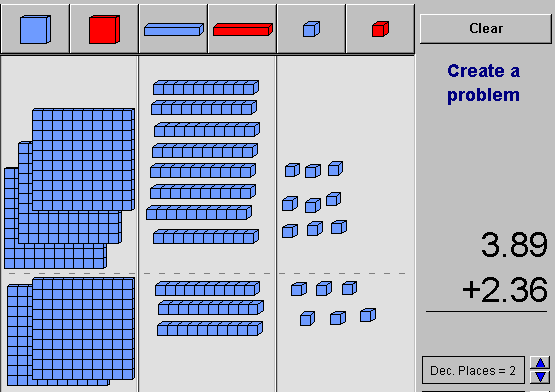 Clear
Create a
problem
3.89
+2.36
Dec. Places = 2